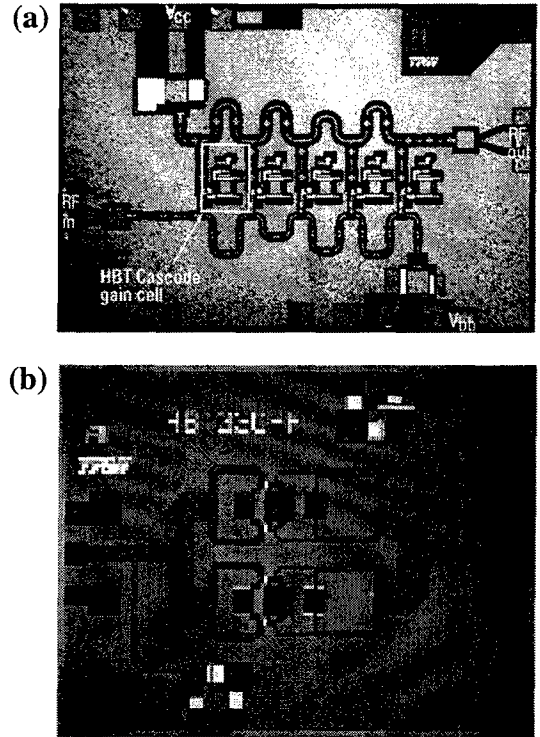 (a)
Vcc
TRW
RF
out
RF
in
HBT Cascode
gain cell
Vbb
(b)
TRW